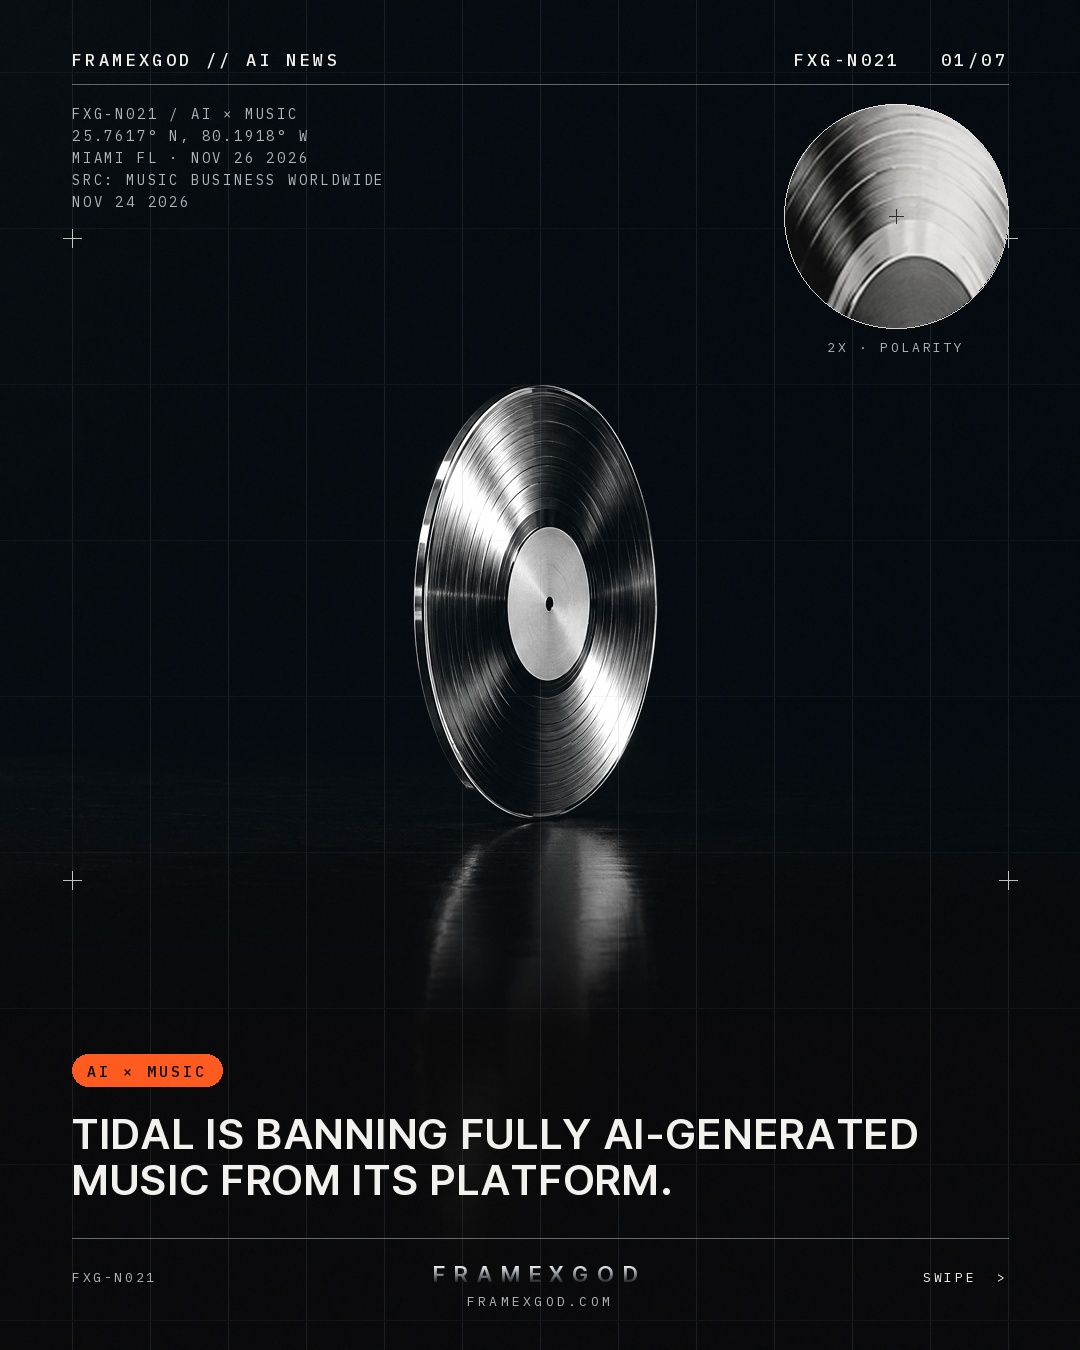 FRAMEXGOD // AI NEWS
FXG-N021 01/07
FXG-N021 / AI × MUSIC
25.7617° N, 80.1918° W
MIAMI FL · NOV 26 2026
SRC: MUSIC BUSINESS WORLDWIDE
NOV 24 2026
2X · POLARITY
AI × MUSIC
TIDAL IS BANNING FULLY AI-GENERATED
MUSIC FROM ITS PLATFORM.
FXG-N021
FRAMEXGOD
FRAMEXGOD.COM
SWIPE >